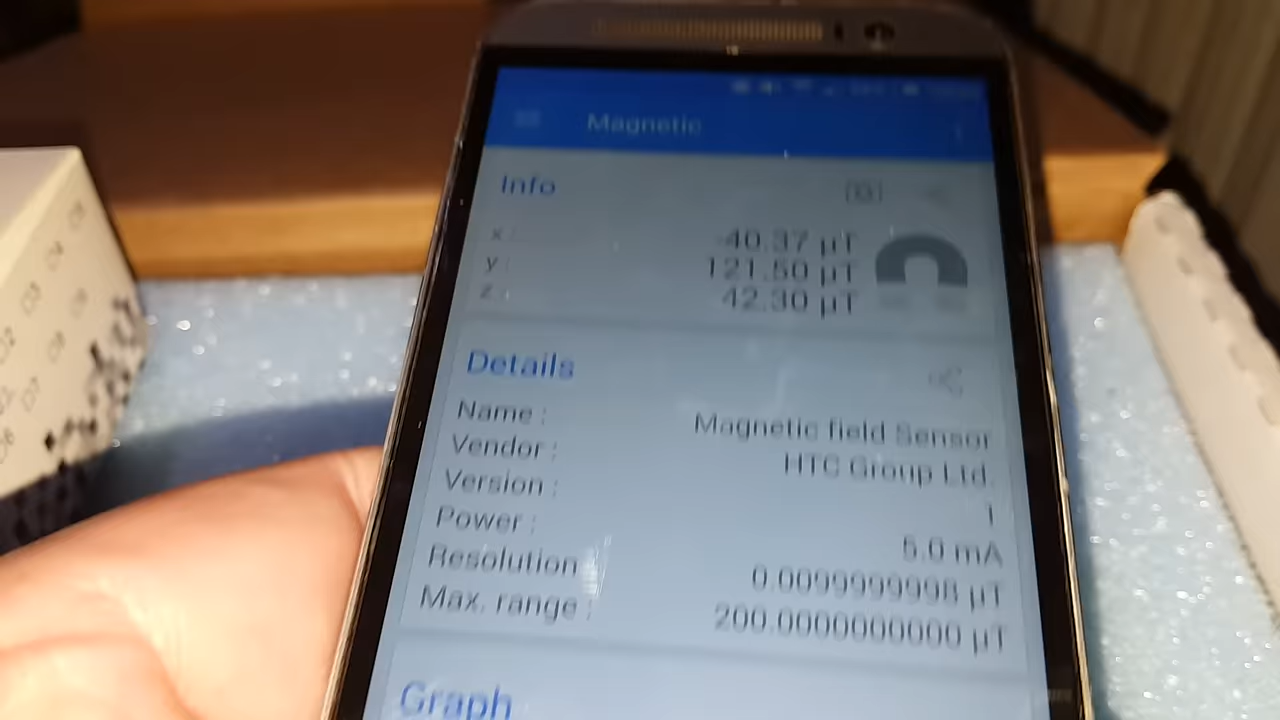 Magnetic
Info
x : -40.37 µT
y : 121.50 µT
z : 42.30 µT
Details
Name : Magnetic field Sensor
Vendor : HTC Group Ltd.
Version : 1
Power : 5.0 mA
Resolution 0.0099999998 µT
Max. range : 200.0000000000 µT
Graph